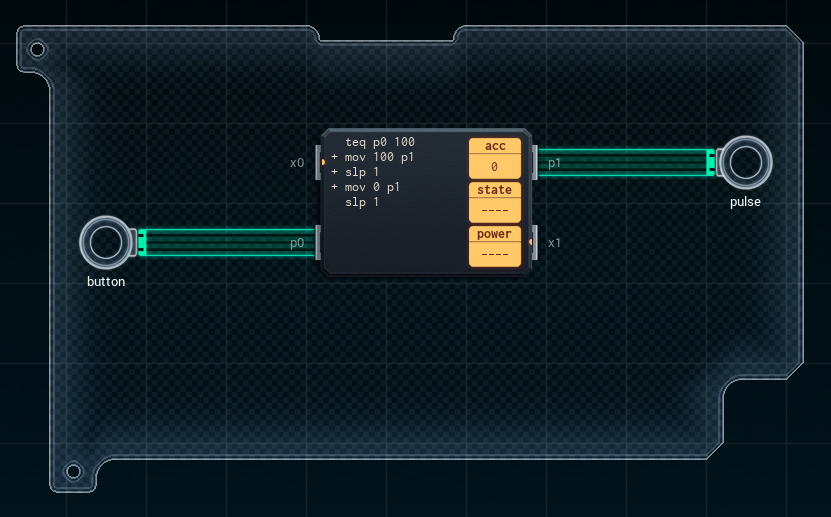 teq p0 100
+ mov 100 p1
+ slp 1
+ mov 0 p1
slp 1
acc
0
state
----
power
----
x0
p0
p1
x1
button
pulse